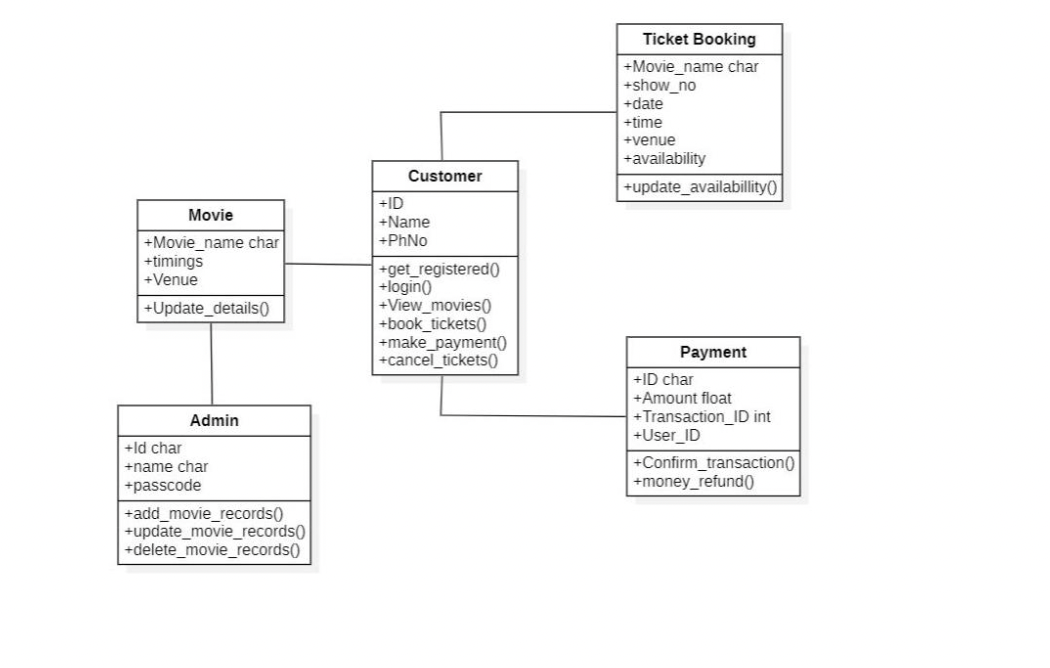 Ticket Booking
+Movie_name char
+show_no
+date
+time
+venue
+availability
+update_availabillity()
Customer
+ID
+Name
+PhNo
+get_registered()
+login()
+View_movies()
+book_tickets()
+make_payment()
+cancel_tickets()
Movie
+Movie_name char
+timings
+Venue
+Update_details()
Payment
+ID char
+Amount float
+Transaction_ID int
+User_ID
+Confirm_transaction()
+money_refund()
Admin
+Id char
+name char
+passcode
+add_movie_records()
+update_movie_records()
+delete_movie_records()